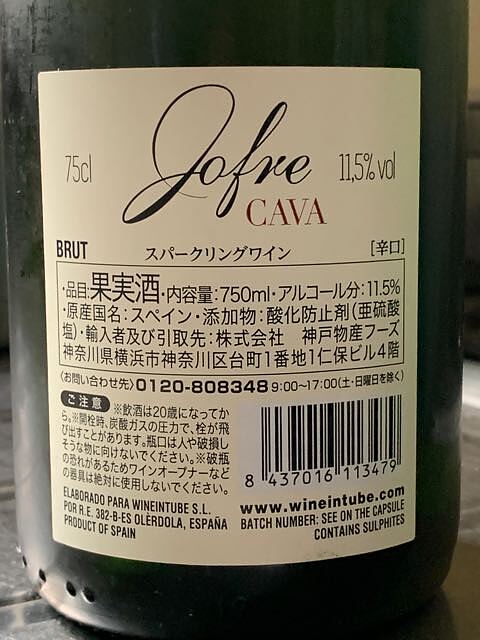 Jofre
75cl
11,5% vol
CAVA
BRUT スパークリングワイン [辛口]
・品目:果実酒・内容量:750ml・アルコール分:11.5%
・原産国名:スペイン・添加物:酸化防止剤(亜硫酸
塩)・輸入者及び引取先:株式会社 神戸物産フーズ
神奈川県横浜市神奈川区台町1番地1仁保ビル4階
〈お問い合わせ先〉0120-808348 9:00~17:00(土・日曜日を除く)
ご注意 ※飲酒は20歳になってか
ら。※開栓時、炭酸ガスの圧力で、栓が飛
び出すことがあります。瓶口は人や破損し
そうな物に向けないでください。※破瓶
の恐れがあるためワインオープナーなど
の器具は絶対に使用しないでください。
8 437016 113479
ELABORADO PARA WINEINTUBE S.L.
POR R.E. 382-B-ES OLÈRDOLA, ESPAÑA
PRODUCT OF SPAIN
www.wineintube.com
BATCH NUMBER: SEE ON THE CAPSULE
CONTAINS SULPHITES